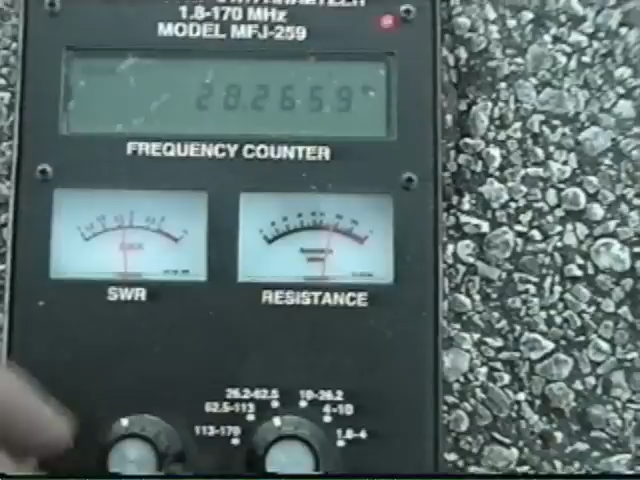 1.8-170 MHz
MODEL MFJ-259
28.2659
FREQUENCY COUNTER
SWR
RESISTANCE
26.2-62.5 10-26.2
62.5-113 4-10
113-170 1.8-4